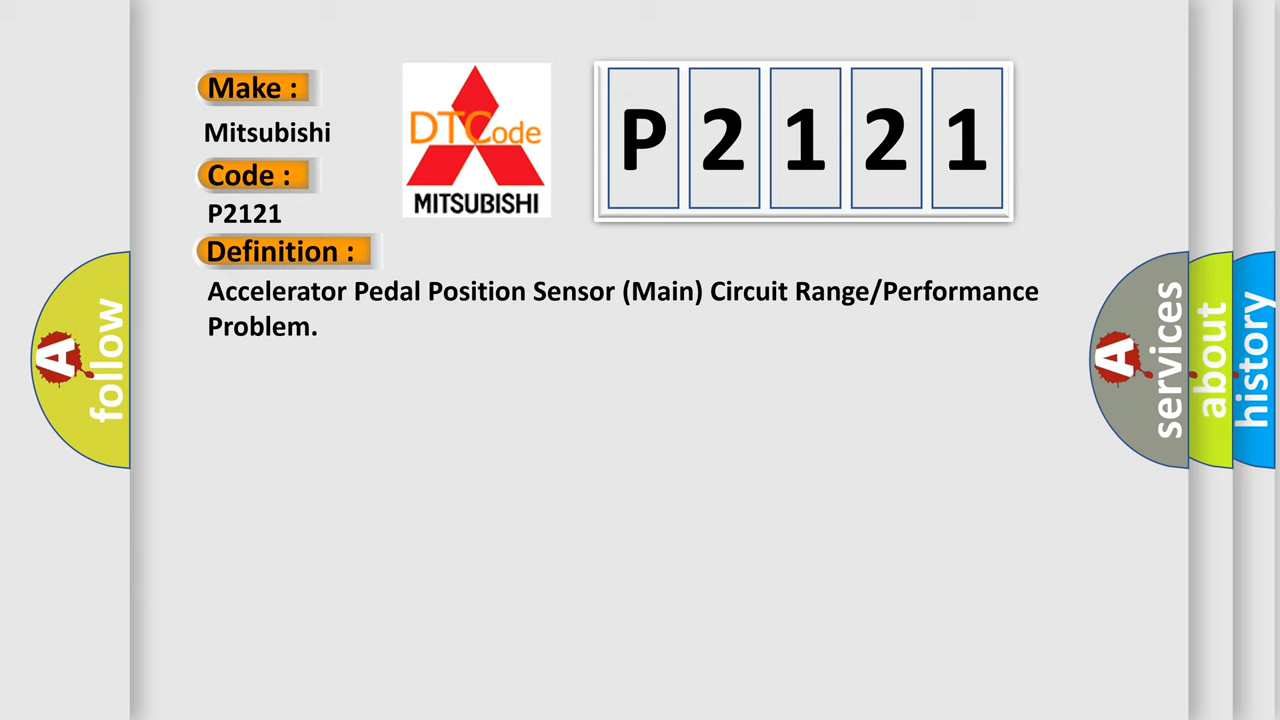 Make :
Mitsubishi
Code :
P2121
Definition :
Accelerator Pedal Position Sensor (Main) Circuit Range/Performance
Problem.
DTCode
MITSUBISHI
P 2 1 2 1
A
follow
A
services
about
history